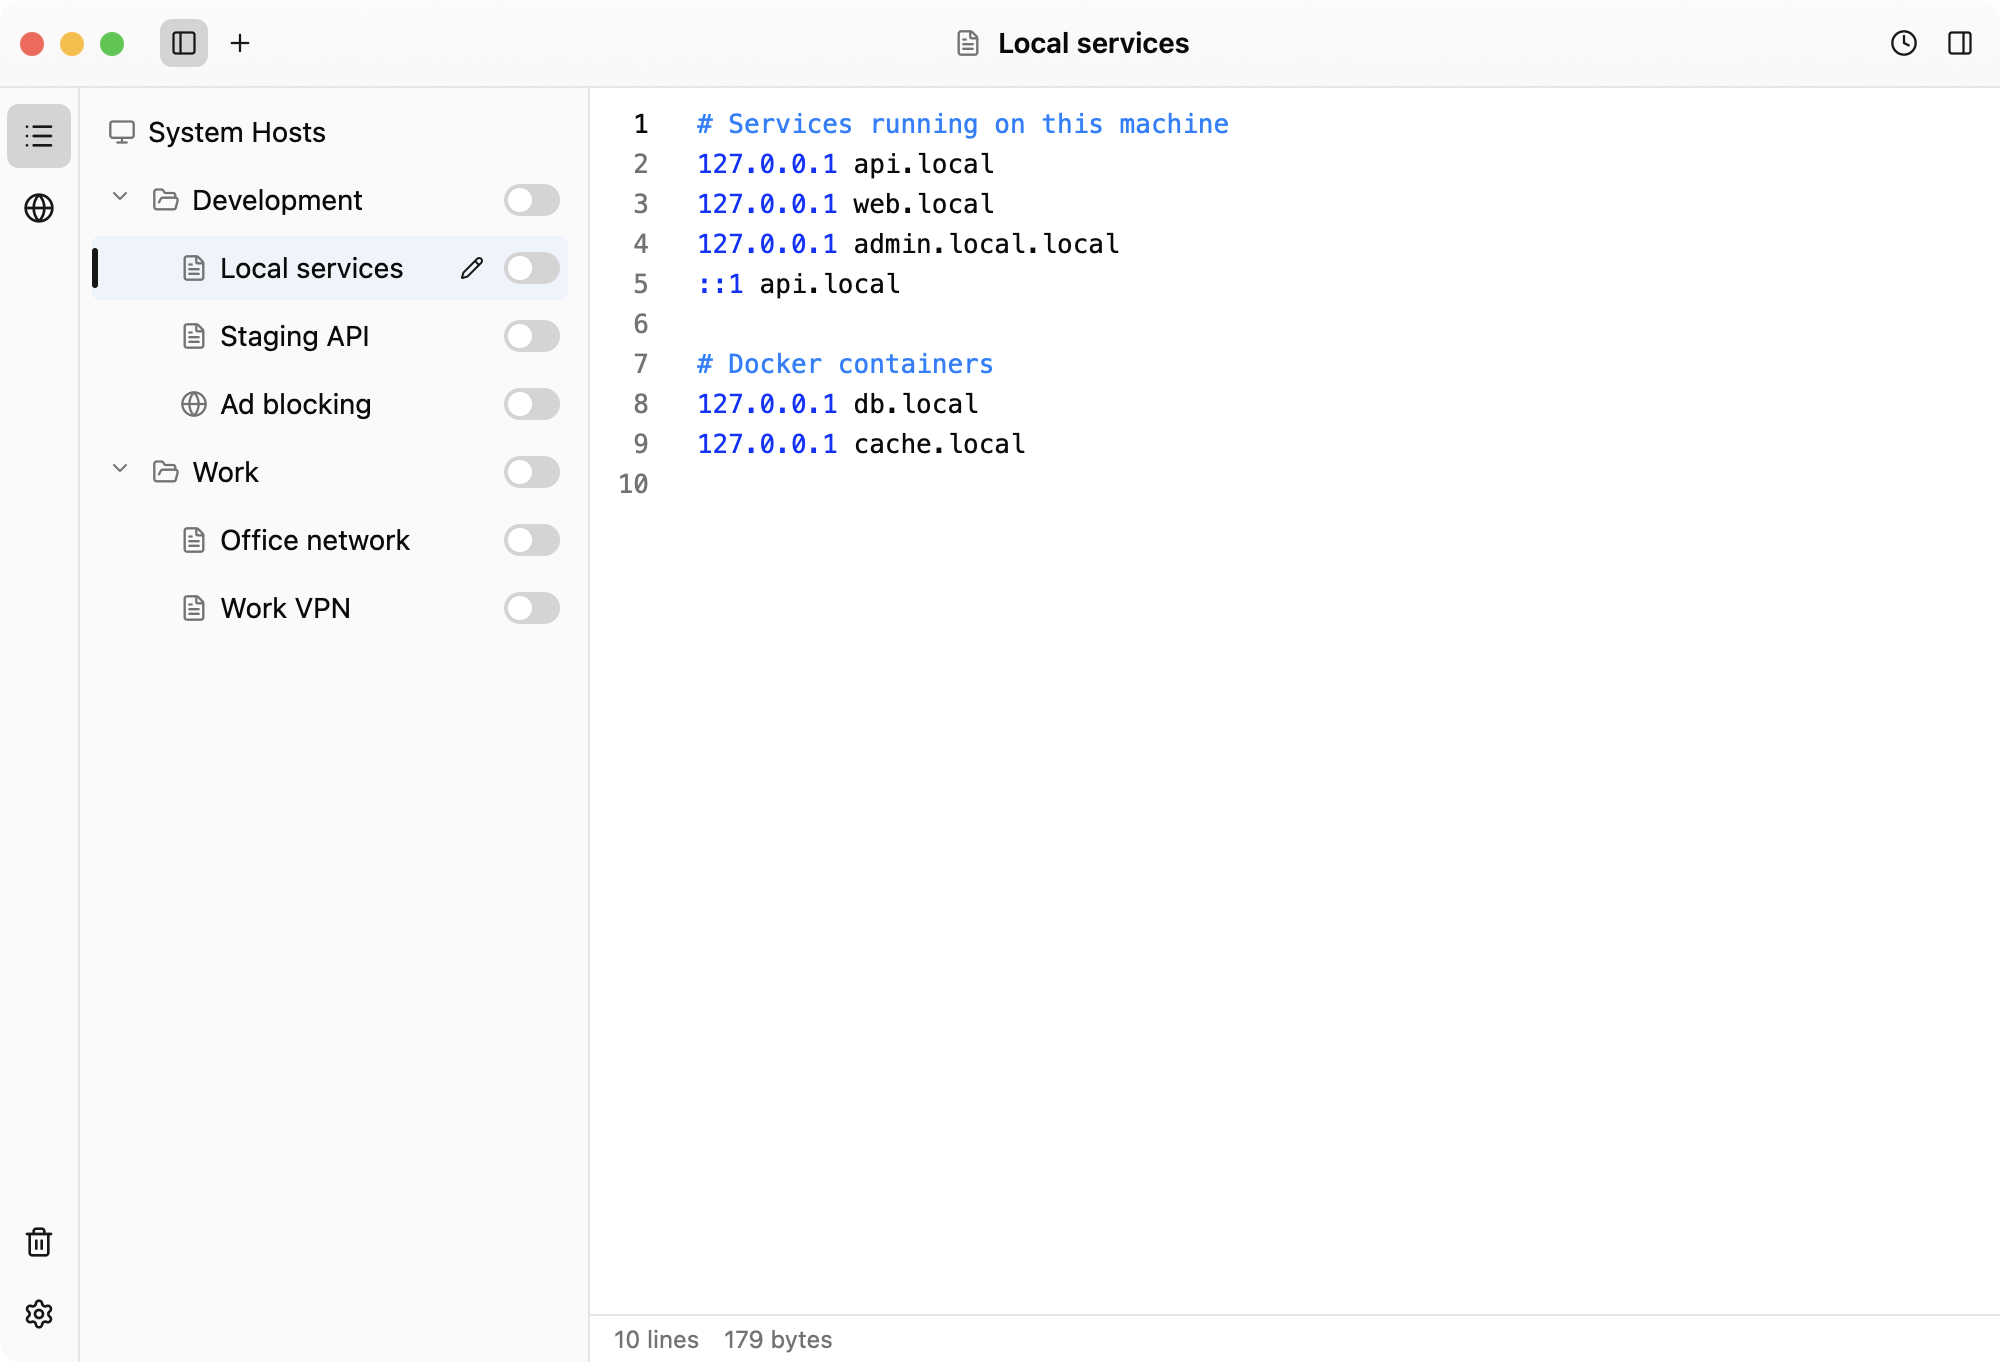 Local services
System Hosts
Development
Local services
Staging API
Ad blocking
Work
Office network
Work VPN
1 # Services running on this machine
2 127.0.0.1 api.local
3 127.0.0.1 web.local
4 127.0.0.1 admin.local.local
5 ::1 api.local
6
7 # Docker containers
8 127.0.0.1 db.local
9 127.0.0.1 cache.local
10
10 lines 179 bytes